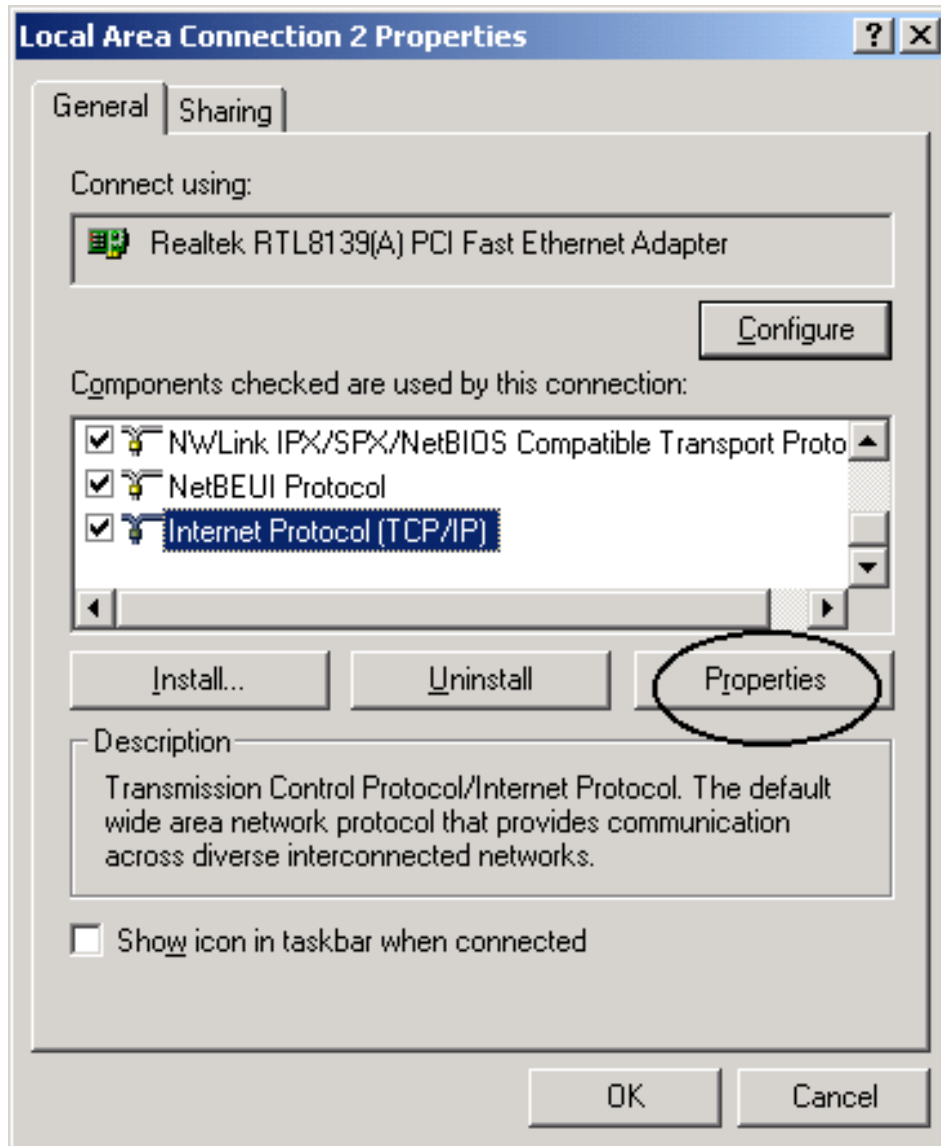 Local Area Connection 2 Properties
General
Sharing
Connect using:
Realtek RTL8139(A) PCI Fast Ethernet Adapter
Configure
Components checked are used by this connection:
NWLink IPX/SPX/NetBIOS Compatible Transport Proto
NetBEUI Protocol
Internet Protocol (TCP/IP)
Install...
Uninstall
Properties
Description
Transmission Control Protocol/Internet Protocol. The default
wide area network protocol that provides communication
across diverse interconnected networks.
Show icon in taskbar when connected
OK
Cancel